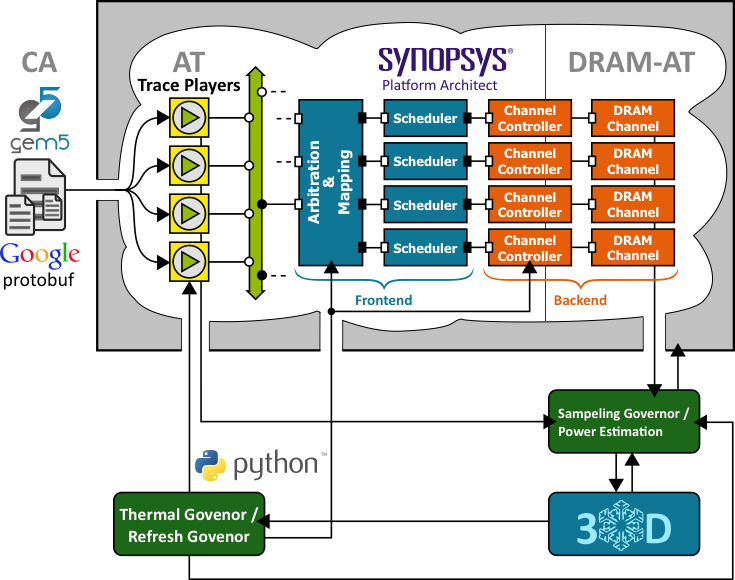 CA
gem5
Google
protobuf
AT
Trace Players
SYNOPSYS®
Platform Architect
DRAM-AT
Arbitration
&
Mapping
Scheduler
Scheduler
Scheduler
Scheduler
Channel
Controller
Channel
Controller
Channel
Controller
Channel
Controller
DRAM
Channel
DRAM
Channel
DRAM
Channel
DRAM
Channel
Frontend
Backend
Sampeling Governor /
Power Estimation
python™
Thermal Govenor /
Refresh Govenor
3D